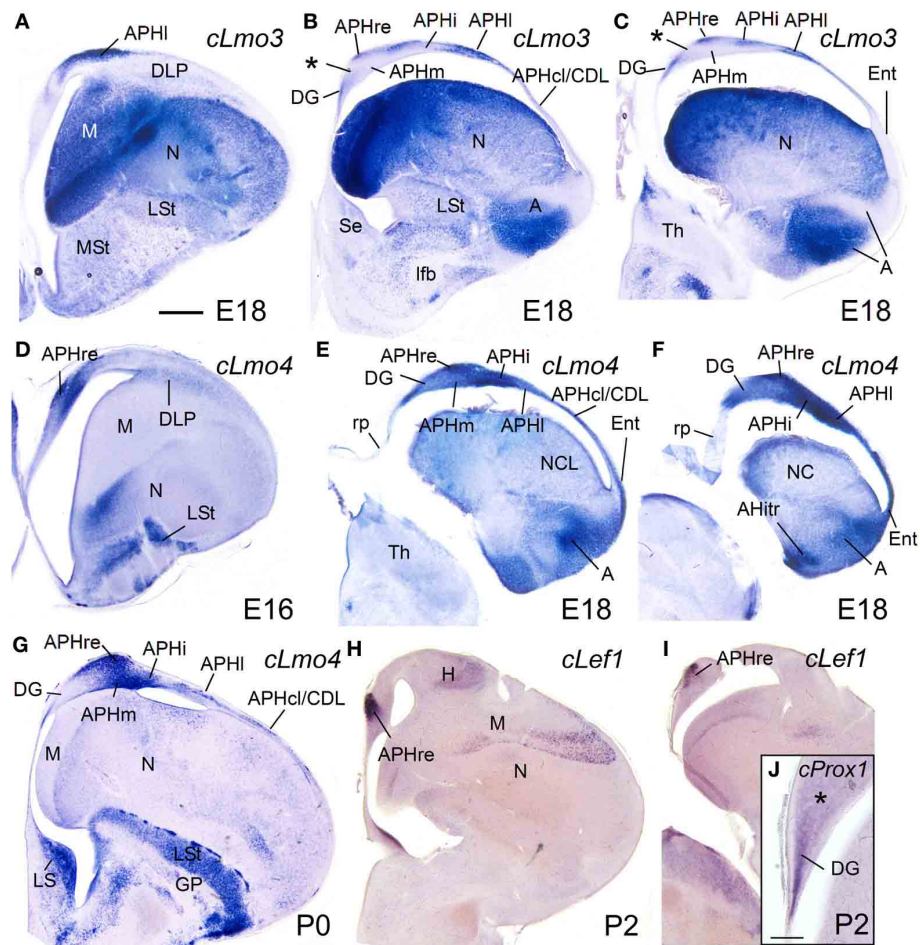 A
APHl
cLmo3
DLP
M
N
LSt
MSt
E18
B
APHre
APHi
APHl
cLmo3
*
APHm
DG
APHcl/CDL
N
LSt
A
Se
lfb
E18
C
APHre
APHi
APHl
cLmo3
*
DG
APHm
Ent
N
Th
A
E18
D
APHre
cLmo4
M
DLP
N
LSt
E16
E
APHre
APHi
cLmo4
DG
APHcl/CDL
rp
APHm
APHl
Ent
NCL
Th
A
E18
F
APHre
cLmo4
DG
APHl
APHi
rp
NC
AHitr
Ent
A
E18
G
APHre
APHi
cLmo4
APHl
DG
APHm
APHcl/CDL
M
N
LSt
LS
GP
P0
H
cLef1
H
M
APHre
N
P2
I
cLef1
APHre
J
cProx1
*
DG
P2